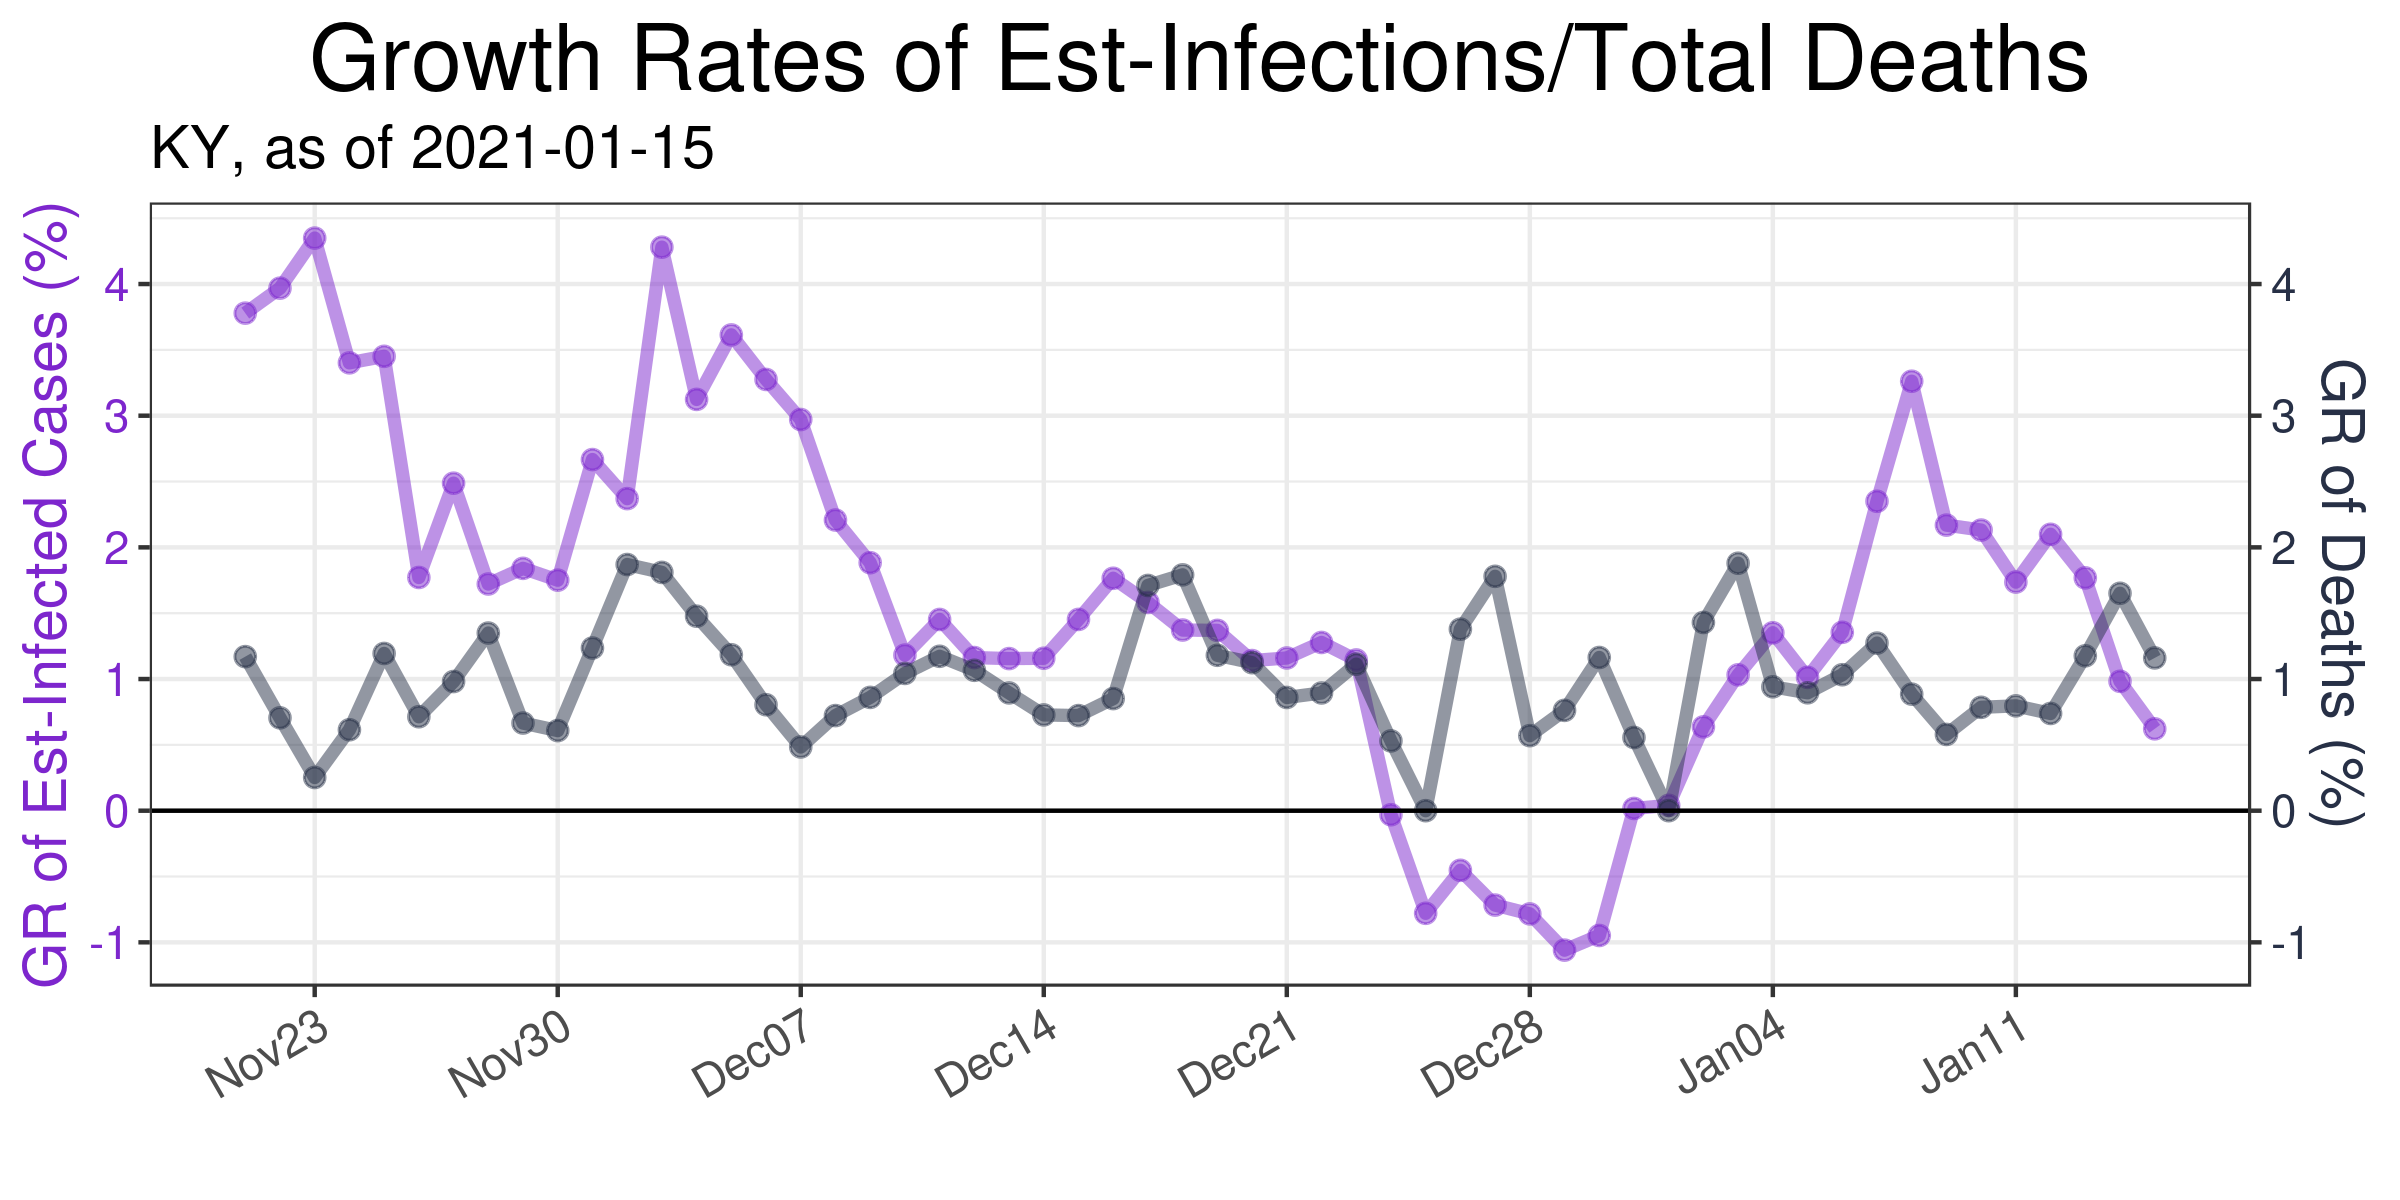 Growth Rates of Est-Infections/Total Deaths
KY, as of 2021-01-15
GR of Est-Infected Cases (%)
4
3
2
1
0
-1
4
3
2
1
0
-1
GR of Deaths (%)
Nov23
Nov30
Dec07
Dec14
Dec21
Dec28
Jan04
Jan11